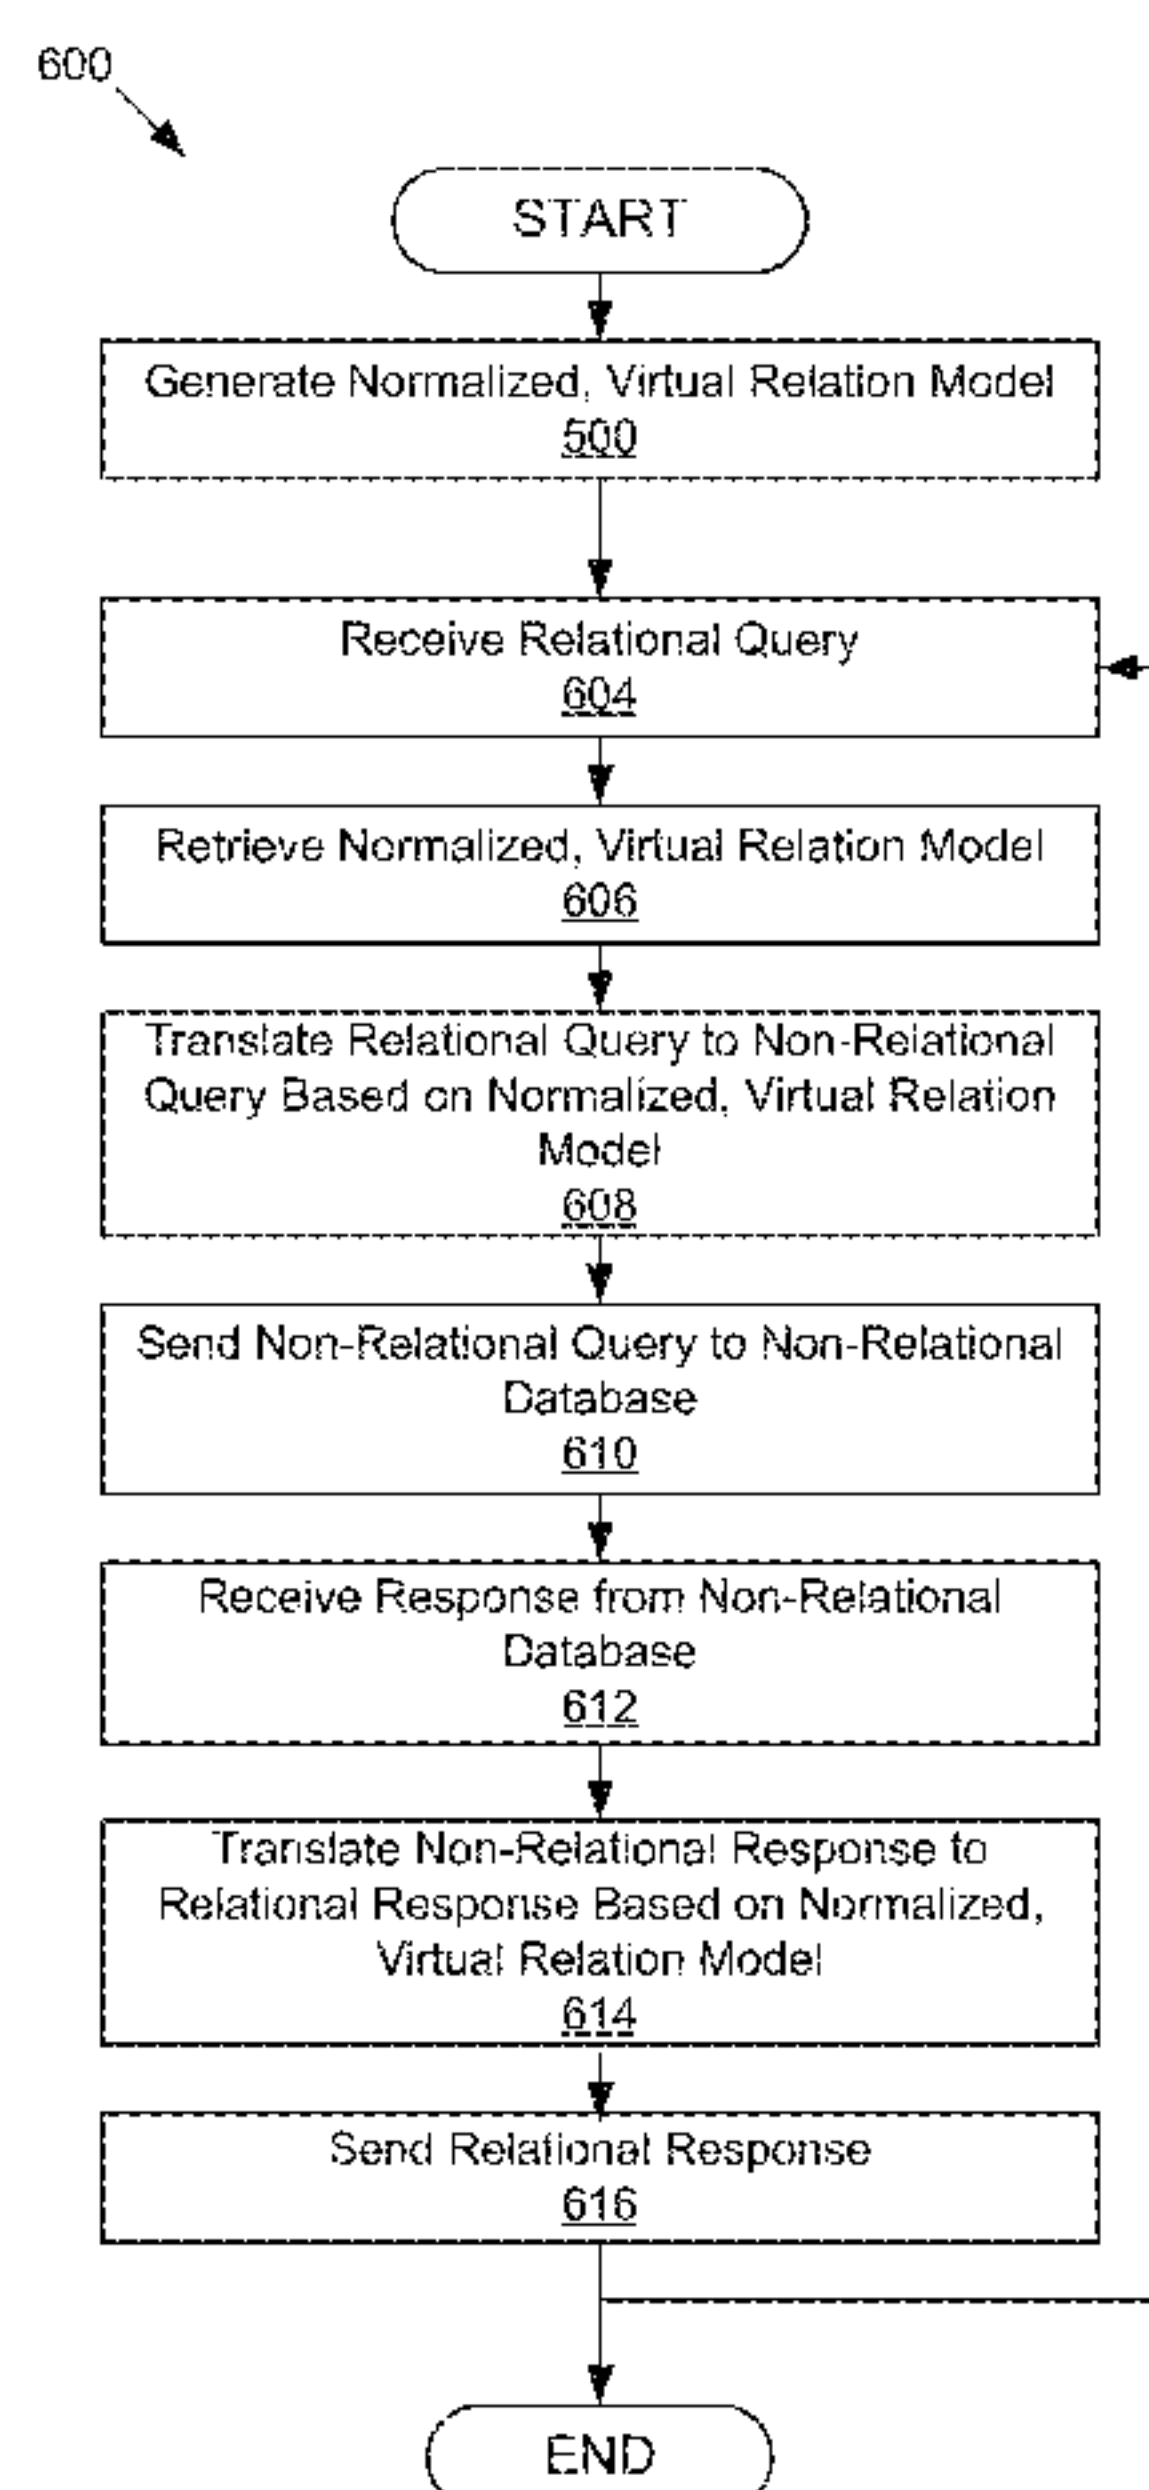 600
START
Generate Normalized, Virtual Relation Model
500
Receive Relational Query
604
Retrieve Normalized, Virtual Relation Model
606
Translate Relational Query to Non-Relational
Query Based on Normalized, Virtual Relation
Model
608
Send Non-Relational Query to Non-Relational
Database
610
Receive Response from Non-Relational
Database
612
Translate Non-Relational Response to
Relational Response Based on Normalized,
Virtual Relation Model
614
Send Relational Response
616
END